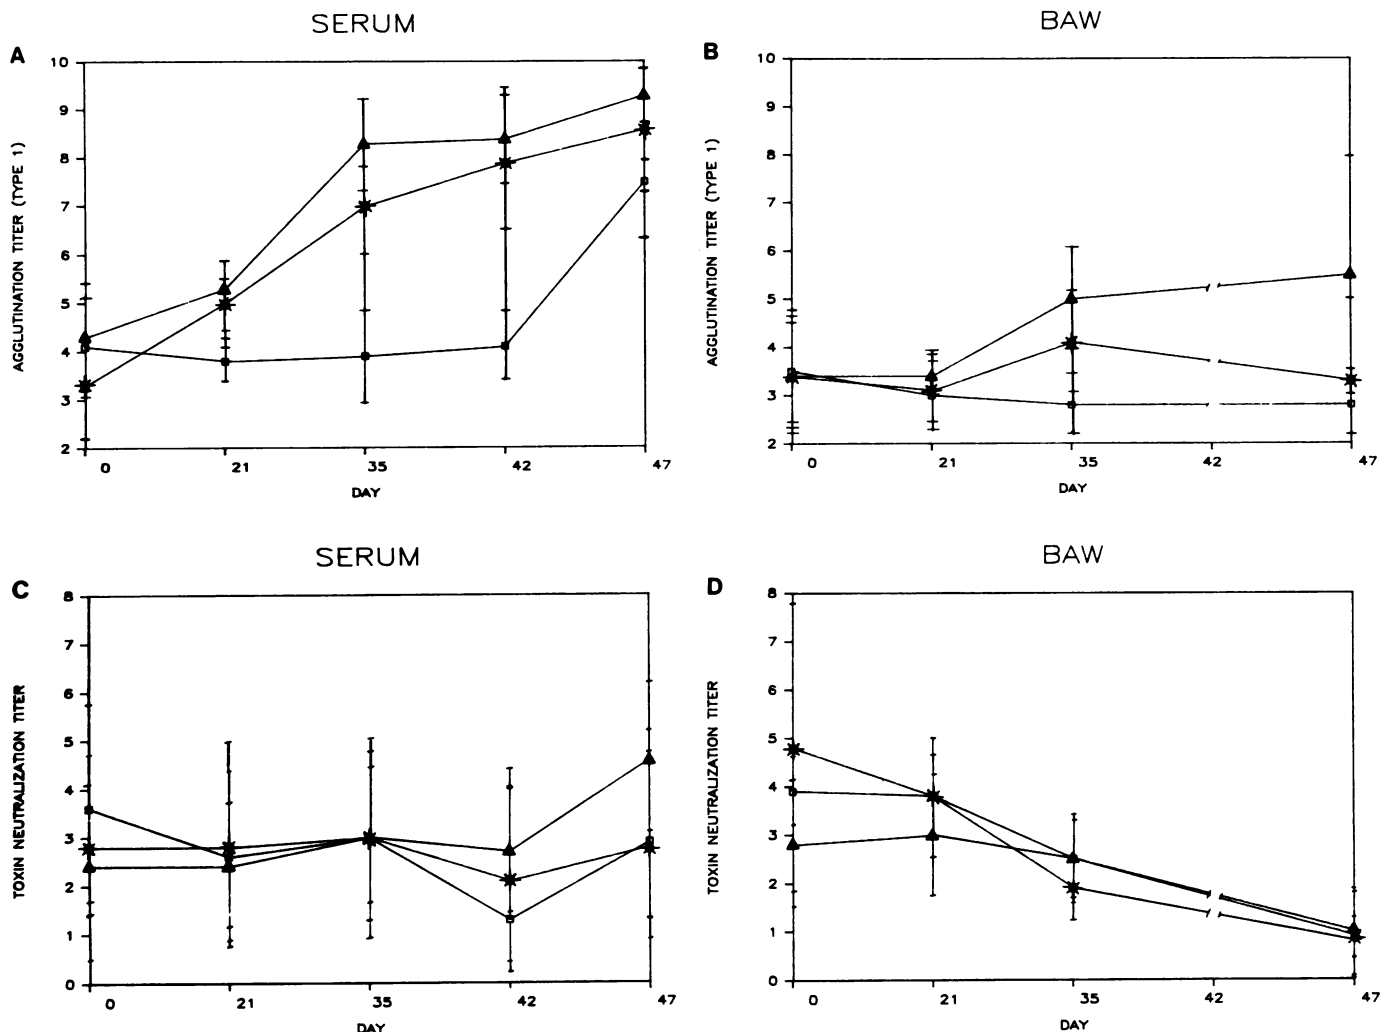 SERUM
A
AGGLUTINATION TITER (TYPE 1)
10
9
8
7
6
5
4
3
2
0 21 35 42 47
DAY
BAW
B
AGGLUTINATION TITER (TYPE 1)
10
9
8
7
6
5
4
3
2
0 21 35 42 47
DAY
SERUM
C
TOXIN NEUTRALIZATION TITER
8
7
6
5
4
3
2
1
0
0 21 35 42 47
DAY
BAW
D
TOXIN NEUTRALIZATION TITER
8
7
6
5
4
3
2
1
0
0 21 35 42 47
DAY